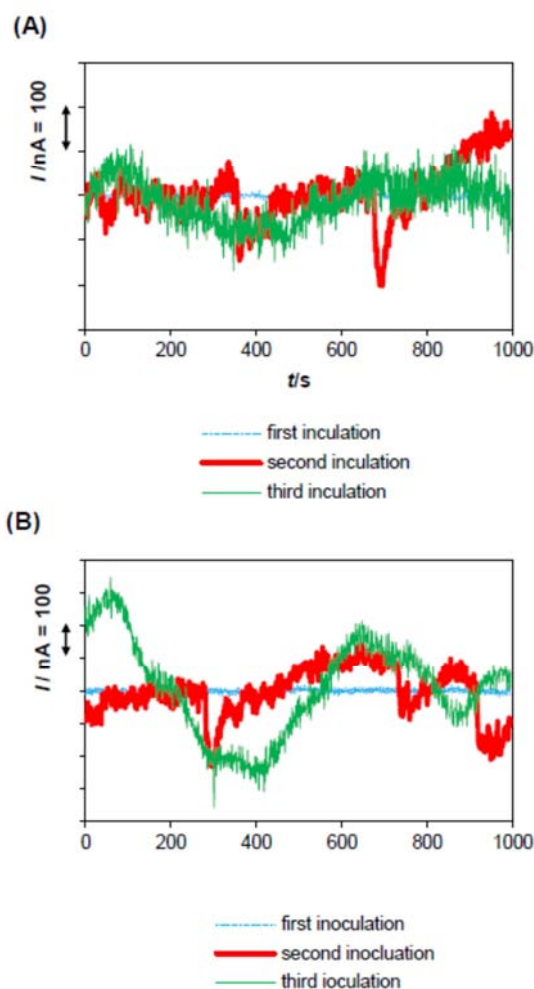 (A)
I /nA = 100
0 200 400 600 800 1000
t/s
first inculation
second inculation
third inculation
(B)
I / nA = 100
0 200 400 600 800 1000
first inoculation
second inocluation
third ioculation